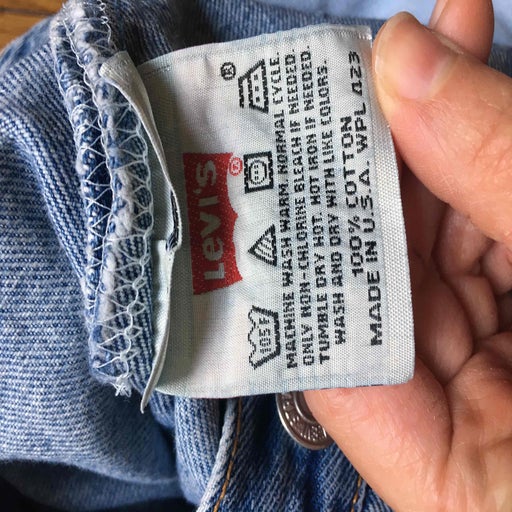 Levi's ®
®
105F
MACHINE WASH WARM. NORMAL CYCLE.
ONLY NON-CHLORINE BLEACH IF NEEDED.
TUMBLE DRY HOT. HOT IRON IF NEEDED.
WASH AND DRY WITH LIKE COLORS.
100% COTTON
MADE IN U.S.A. WPL 423